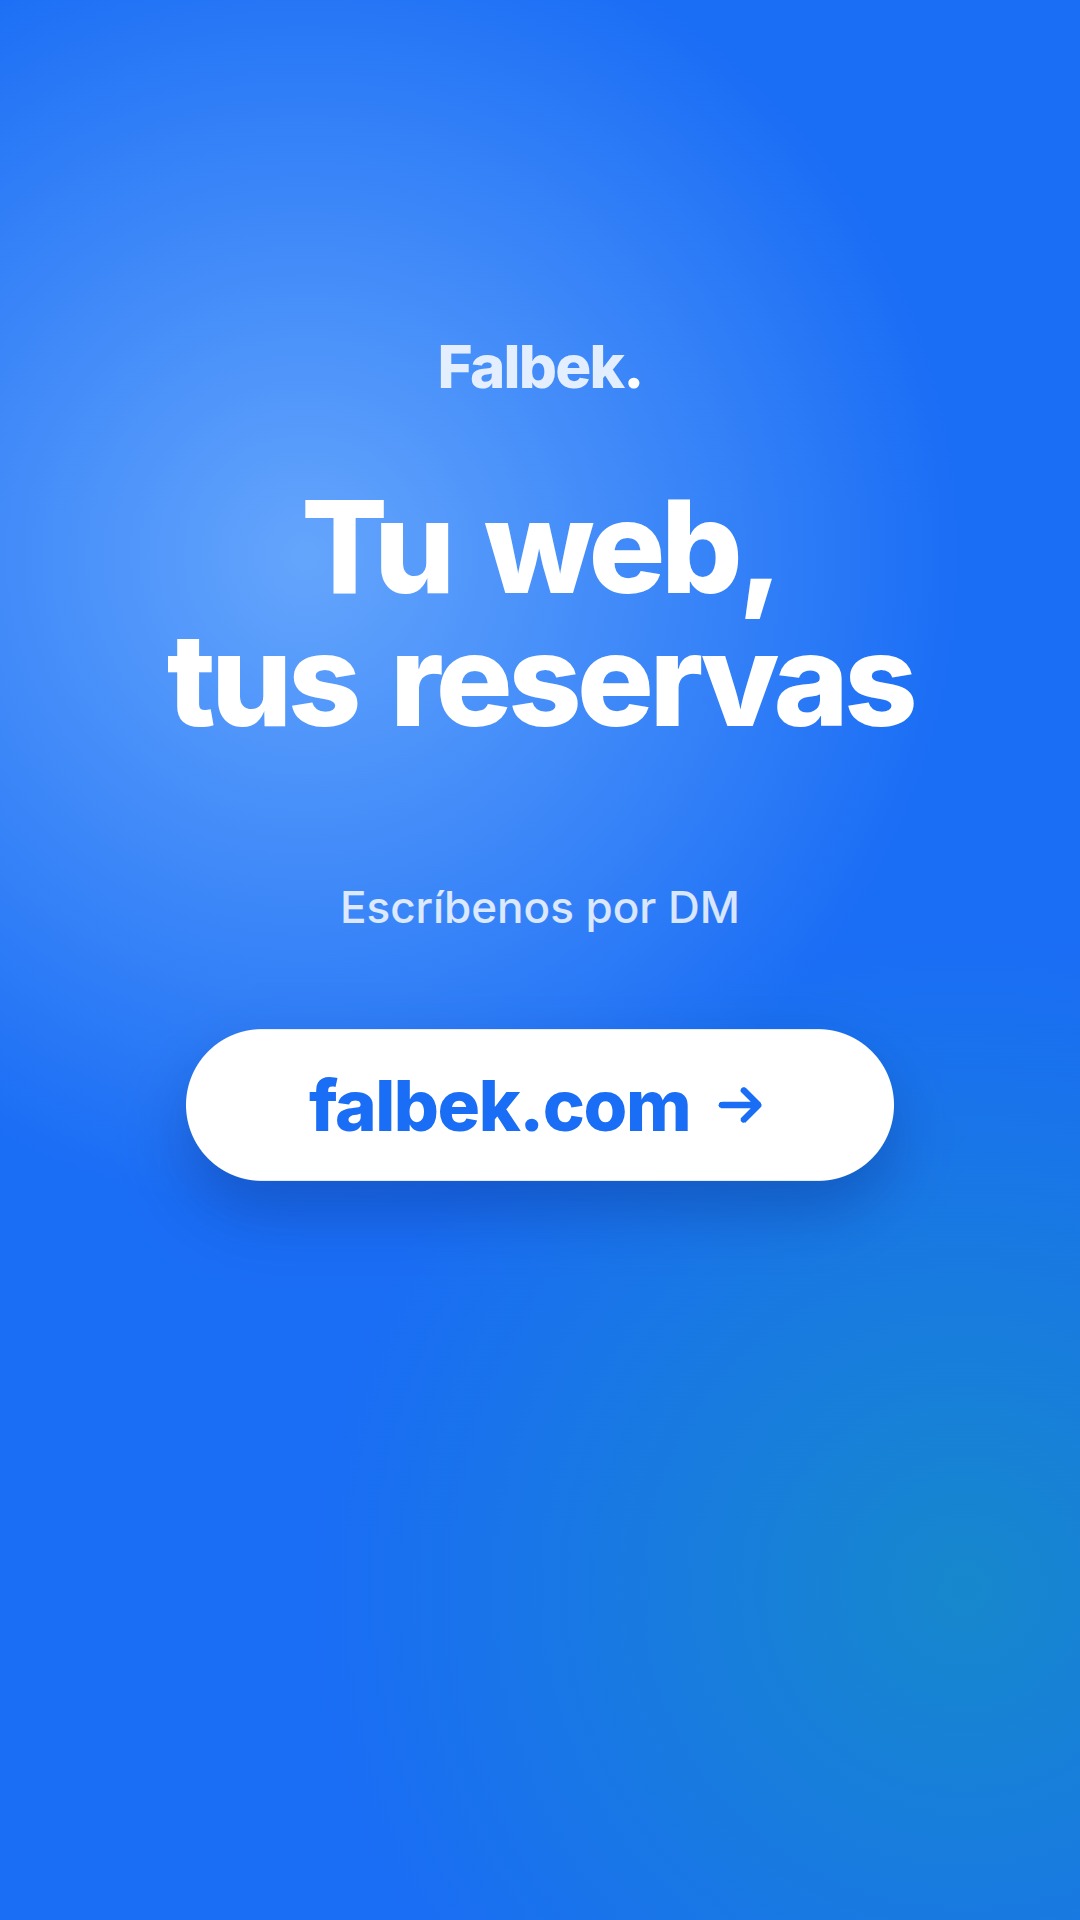 Falbek.
Tu web,
tus reservas
Escríbenos por DM
falbek.com →